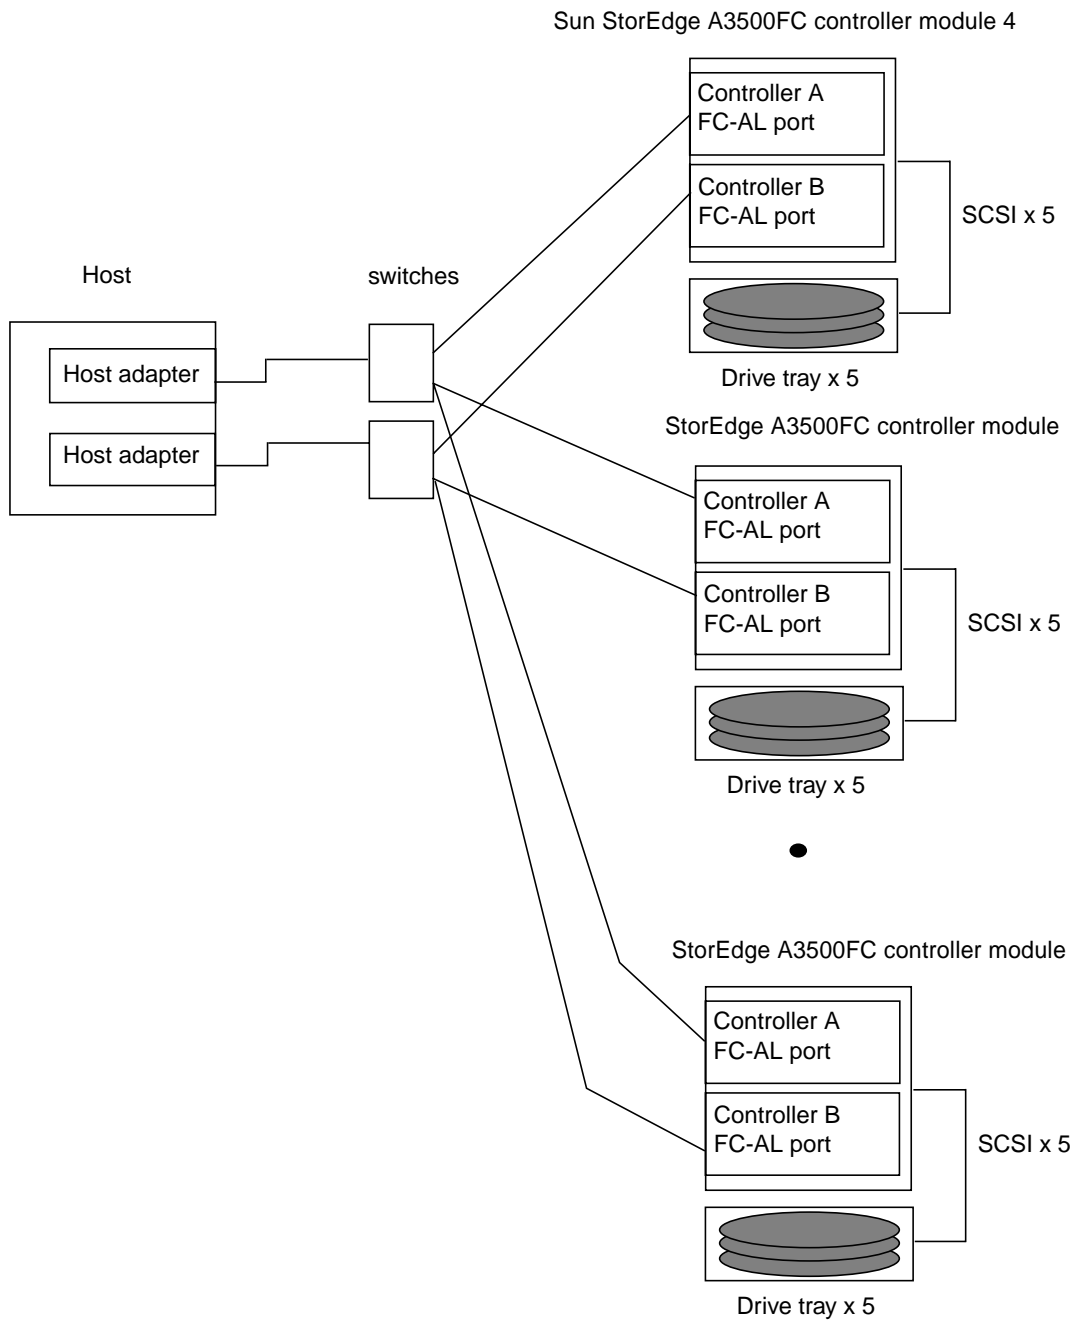 Sun StorEdge A3500FC controller module 4
Controller A
FC-AL port
Controller B
FC-AL port
SCSI x 5
Drive tray x 5
Host
switches
Host adapter
Host adapter
StorEdge A3500FC controller module
Controller A
FC-AL port
Controller B
FC-AL port
SCSI x 5
Drive tray x 5
StorEdge A3500FC controller module
Controller A
FC-AL port
Controller B
FC-AL port
SCSI x 5
Drive tray x 5